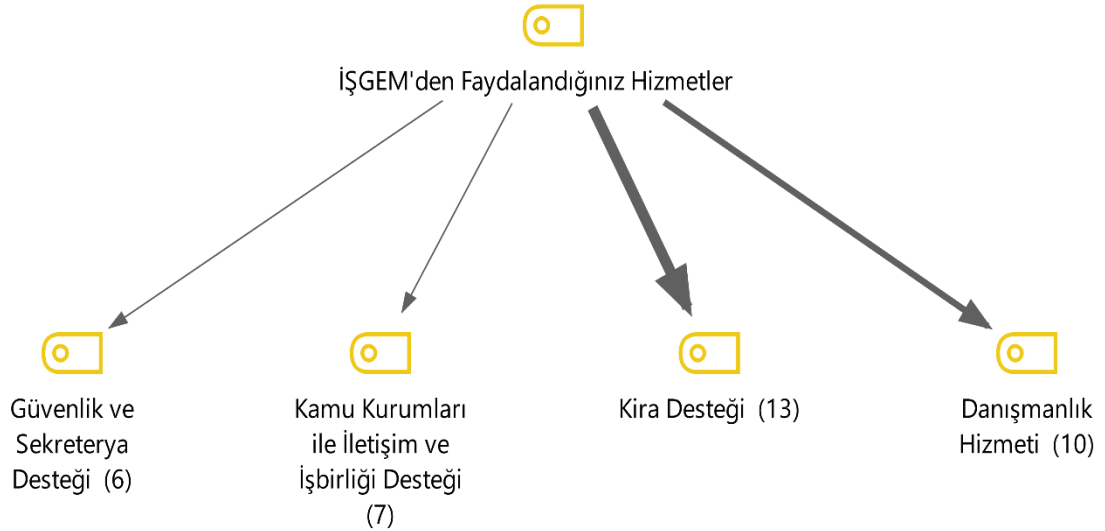 İŞGEM'den Faydalandığınız Hizmetler
Güvenlik ve
Sekreterya
Desteği (6)
Kamu Kurumları
ile İletişim ve
İşbirliği Desteği
(7)
Kira Desteği (13)
Danışmanlık
Hizmeti (10)